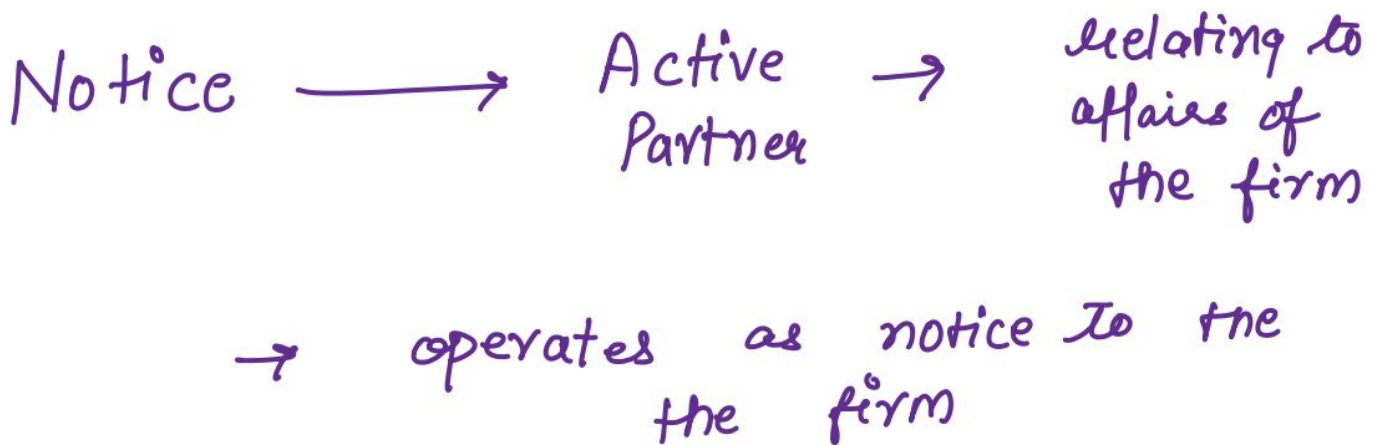 Notice → Active Partner → relating to affairs of the firm
→ operates as notice to the
the firm